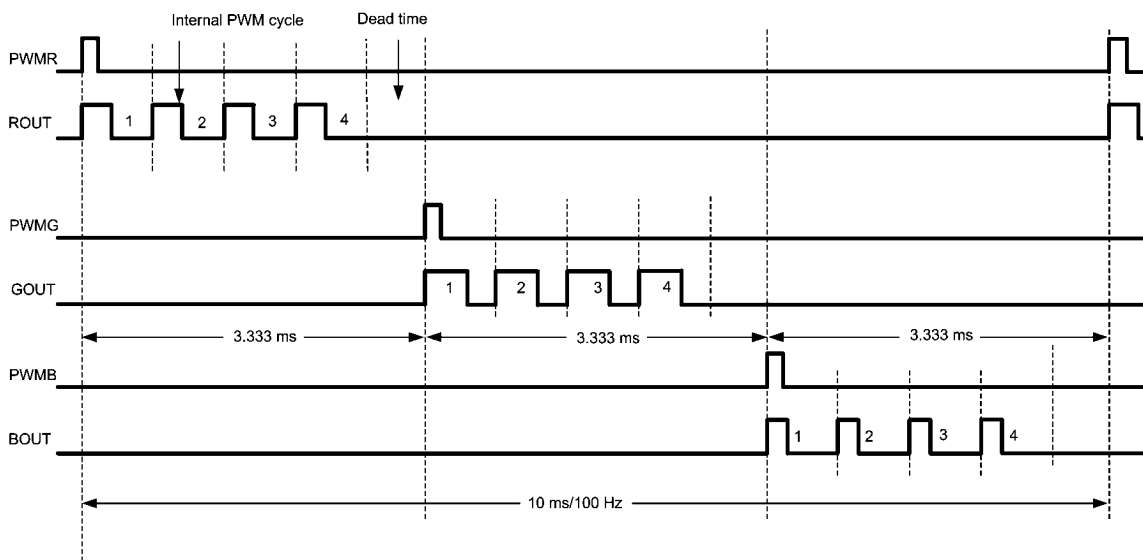 Internal PWM cycle
Dead time
PWMR
ROUT
1
2
3
4
PWMG
GOUT
1
2
3
4
3.333 ms
3.333 ms
3.333 ms
PWMB
BOUT
1
2
3
4
10 ms/100 Hz